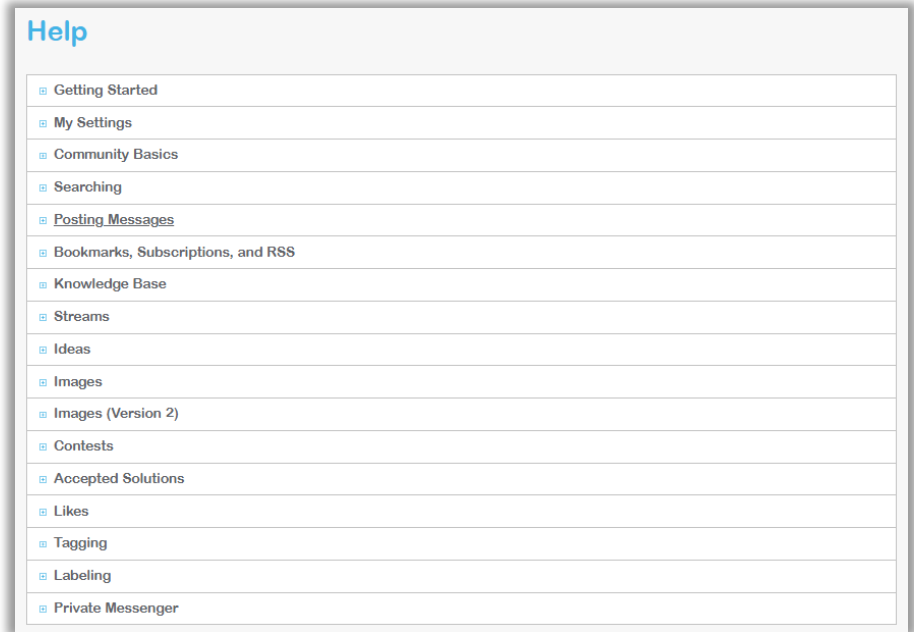 Help
Getting Started
My Settings
Community Basics
Searching
Posting Messages
Bookmarks, Subscriptions, and RSS
Knowledge Base
Streams
Ideas
Images
Images (Version 2)
Contests
Accepted Solutions
Likes
Tagging
Labeling
Private Messenger